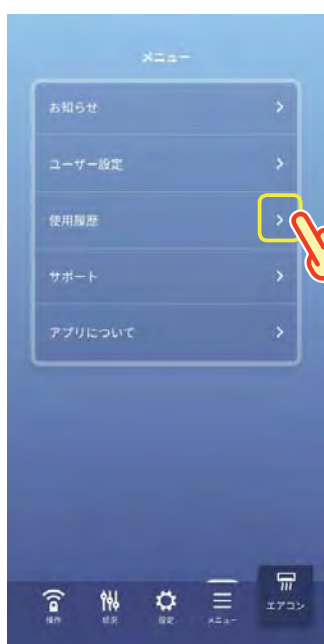 メニュー
お知らせ
ユーザー設定
使用履歴
サポート
アプリについて
操作
状況
設定
メニュー
エアコン